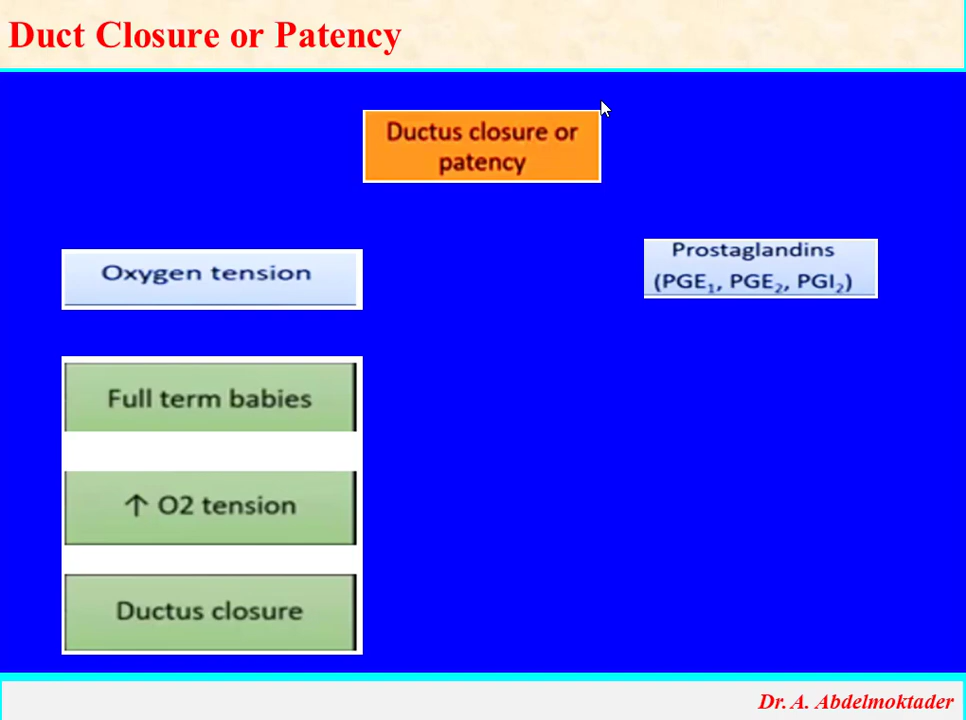 Duct Closure or Patency
Ductus closure or
patency
Oxygen tension
Prostaglandins
(PGE₁, PGE₂, PGI₂)
Full term babies
↑ O2 tension
Ductus closure
Dr. A. Abdelmoktader